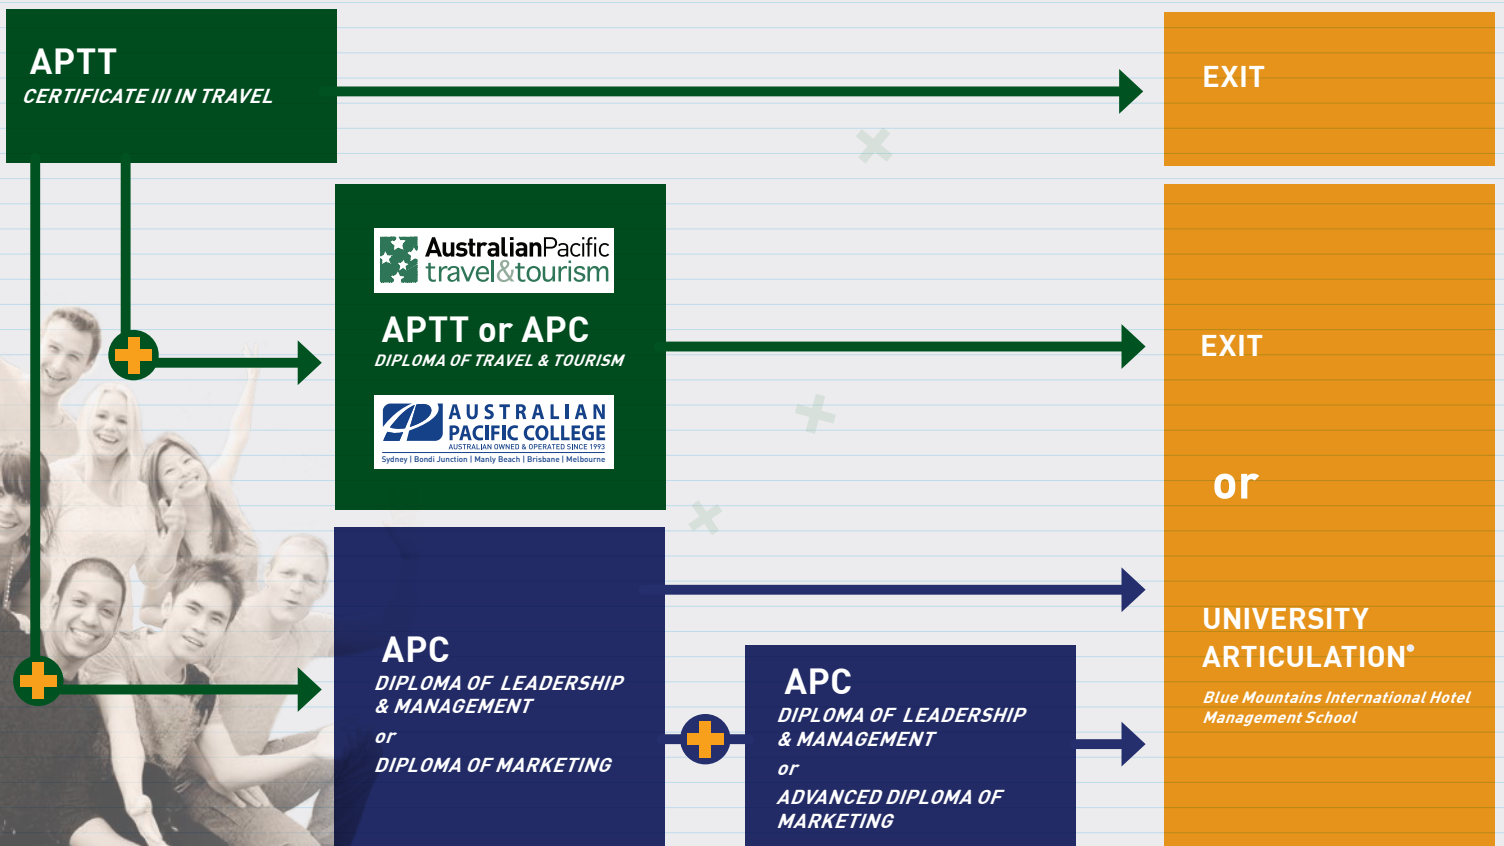 APTT
CERTIFICATE III IN TRAVEL
EXIT
AustralianPacific
travel&tourism
APTT or APC
DIPLOMA OF TRAVEL & TOURISM
AUSTRALIAN
PACIFIC COLLEGE
AUSTRALIAN OWNED & OPERATED SINCE 1993
Sydney | Bondi Junction | Manly Beach | Brisbane | Melbourne
EXIT
or
UNIVERSITY
ARTICULATION*
Blue Mountains International Hotel
Management School
APC
DIPLOMA OF LEADERSHIP
& MANAGEMENT
or
DIPLOMA OF MARKETING
APC
DIPLOMA OF LEADERSHIP
& MANAGEMENT
or
ADVANCED DIPLOMA OF
MARKETING